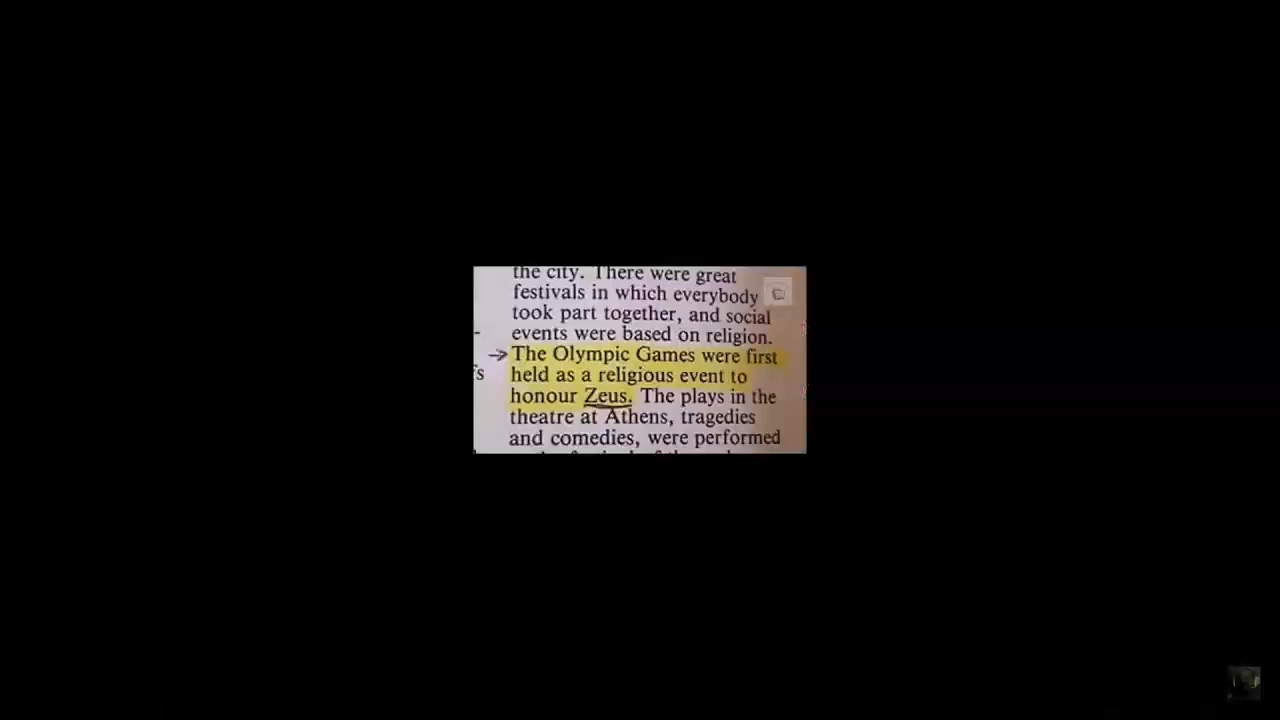 the city. There were great
festivals in which everybody
took part together, and social
events were based on religion.
The Olympic Games were first
held as a religious event to
honour Zeus. The plays in the
theatre at Athens, tragedies
and comedies, were performed